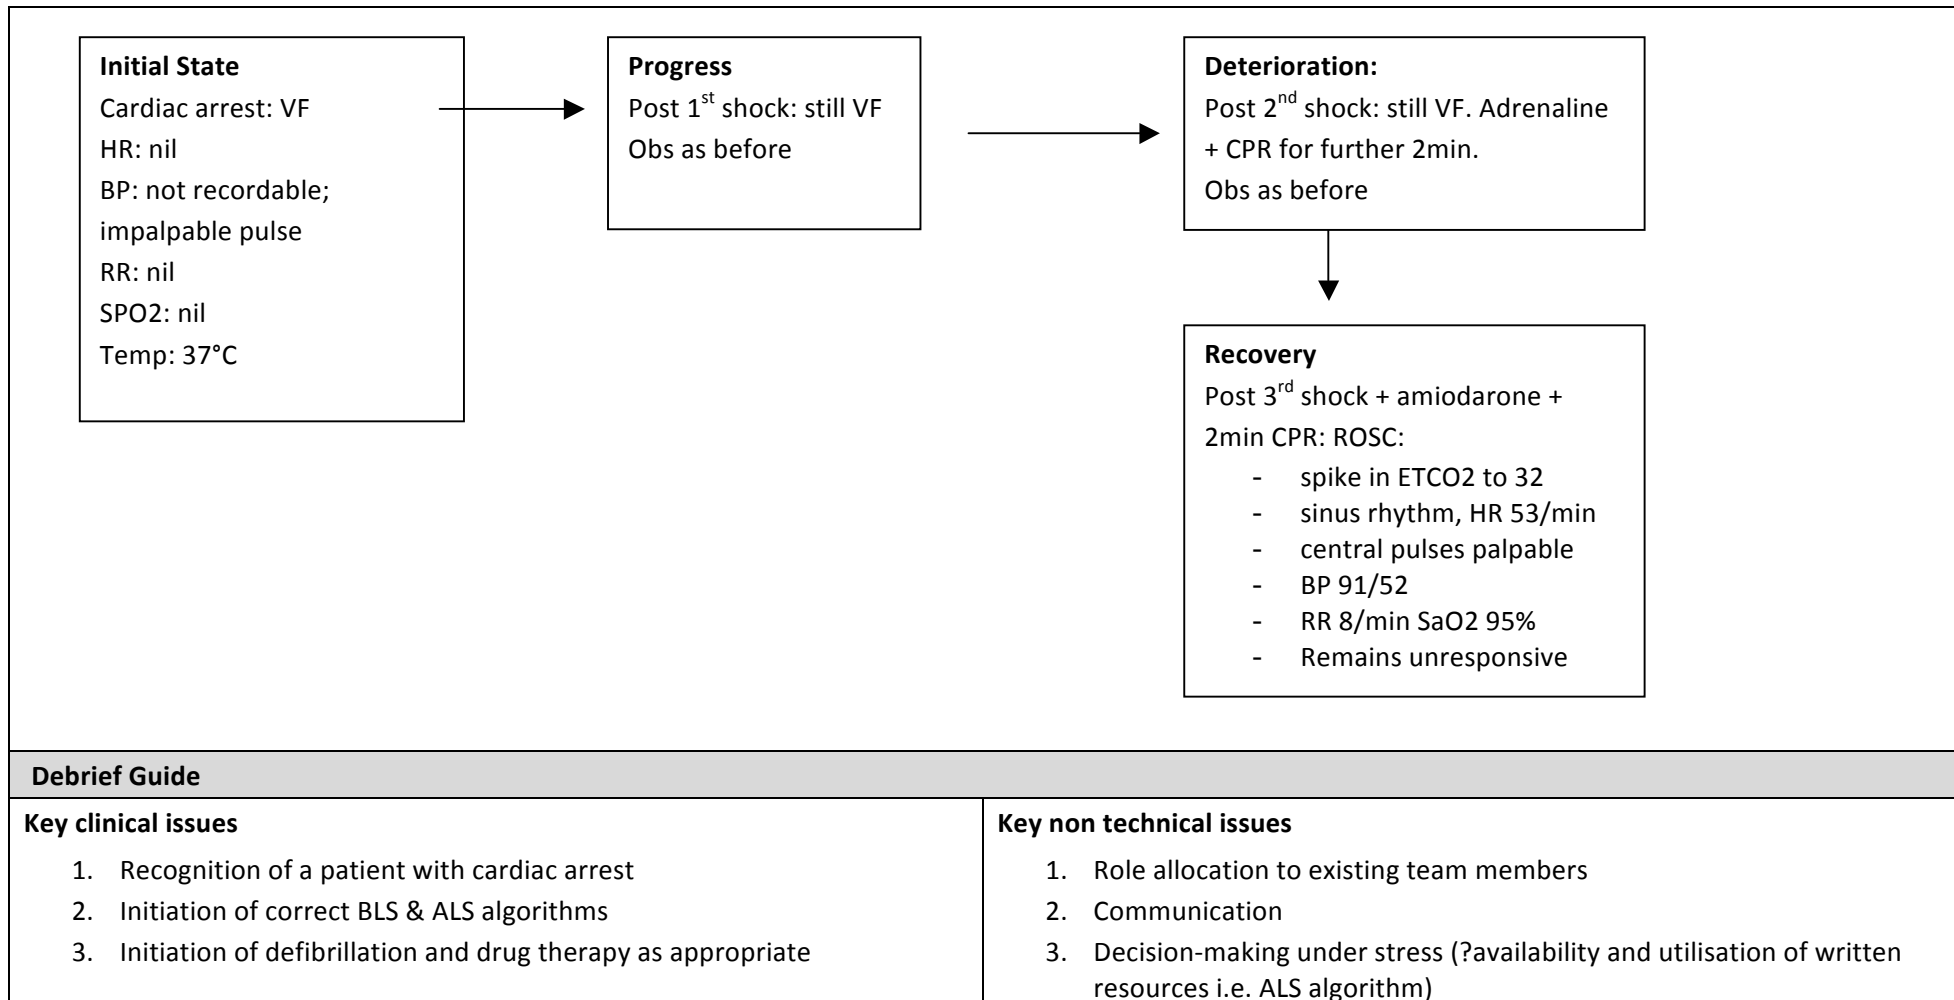 Initial State
Cardiac arrest: VF
HR: nil
BP: not recordable;
impalpable pulse
RR: nil
SPO2: nil
Temp: 37°C
Progress
Post 1st shock: still VF
Obs as before
Deterioration:
Post 2nd shock: still VF. Adrenaline
+ CPR for further 2min.
Obs as before
Recovery
Post 3rd shock + amiodarone +
2min CPR: ROSC:
- spike in ETCO2 to 32
- sinus rhythm, HR 53/min
- central pulses palpable
- BP 91/52
- RR 8/min SaO2 95%
- Remains unresponsive
Debrief Guide
Key clinical issues
1. Recognition of a patient with cardiac arrest
2. Initiation of correct BLS & ALS algorithms
3. Initiation of defibrillation and drug therapy as appropriate
Key non technical issues
1. Role allocation to existing team members
2. Communication
3. Decision-making under stress (?availability and utilisation of written
resources i.e. ALS algorithm)